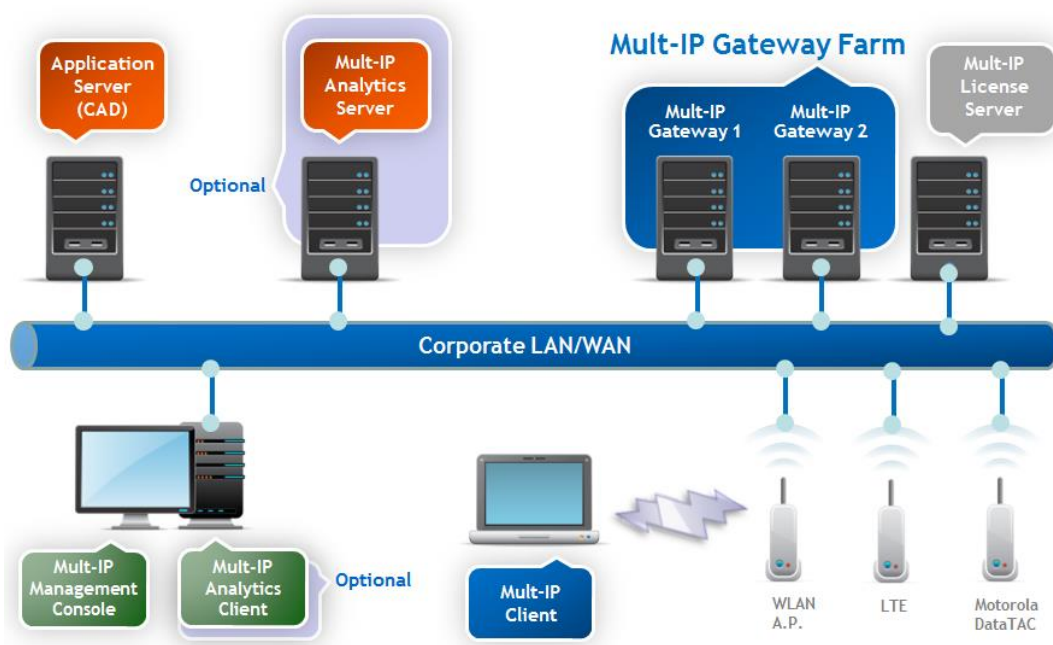 Mult-IP Gateway Farm
Application
Server
(CAD)
Mult-IP
Analytics
Server
Mult-IP
Gateway 1
Mult-IP
Gateway 2
Mult-IP
License
Server
Optional
Corporate LAN/WAN
Mult-IP
Management
Console
Mult-IP
Analytics
Client
Optional
Mult-IP
Client
WLAN
A.P.
LTE
Motorola
DataTAC